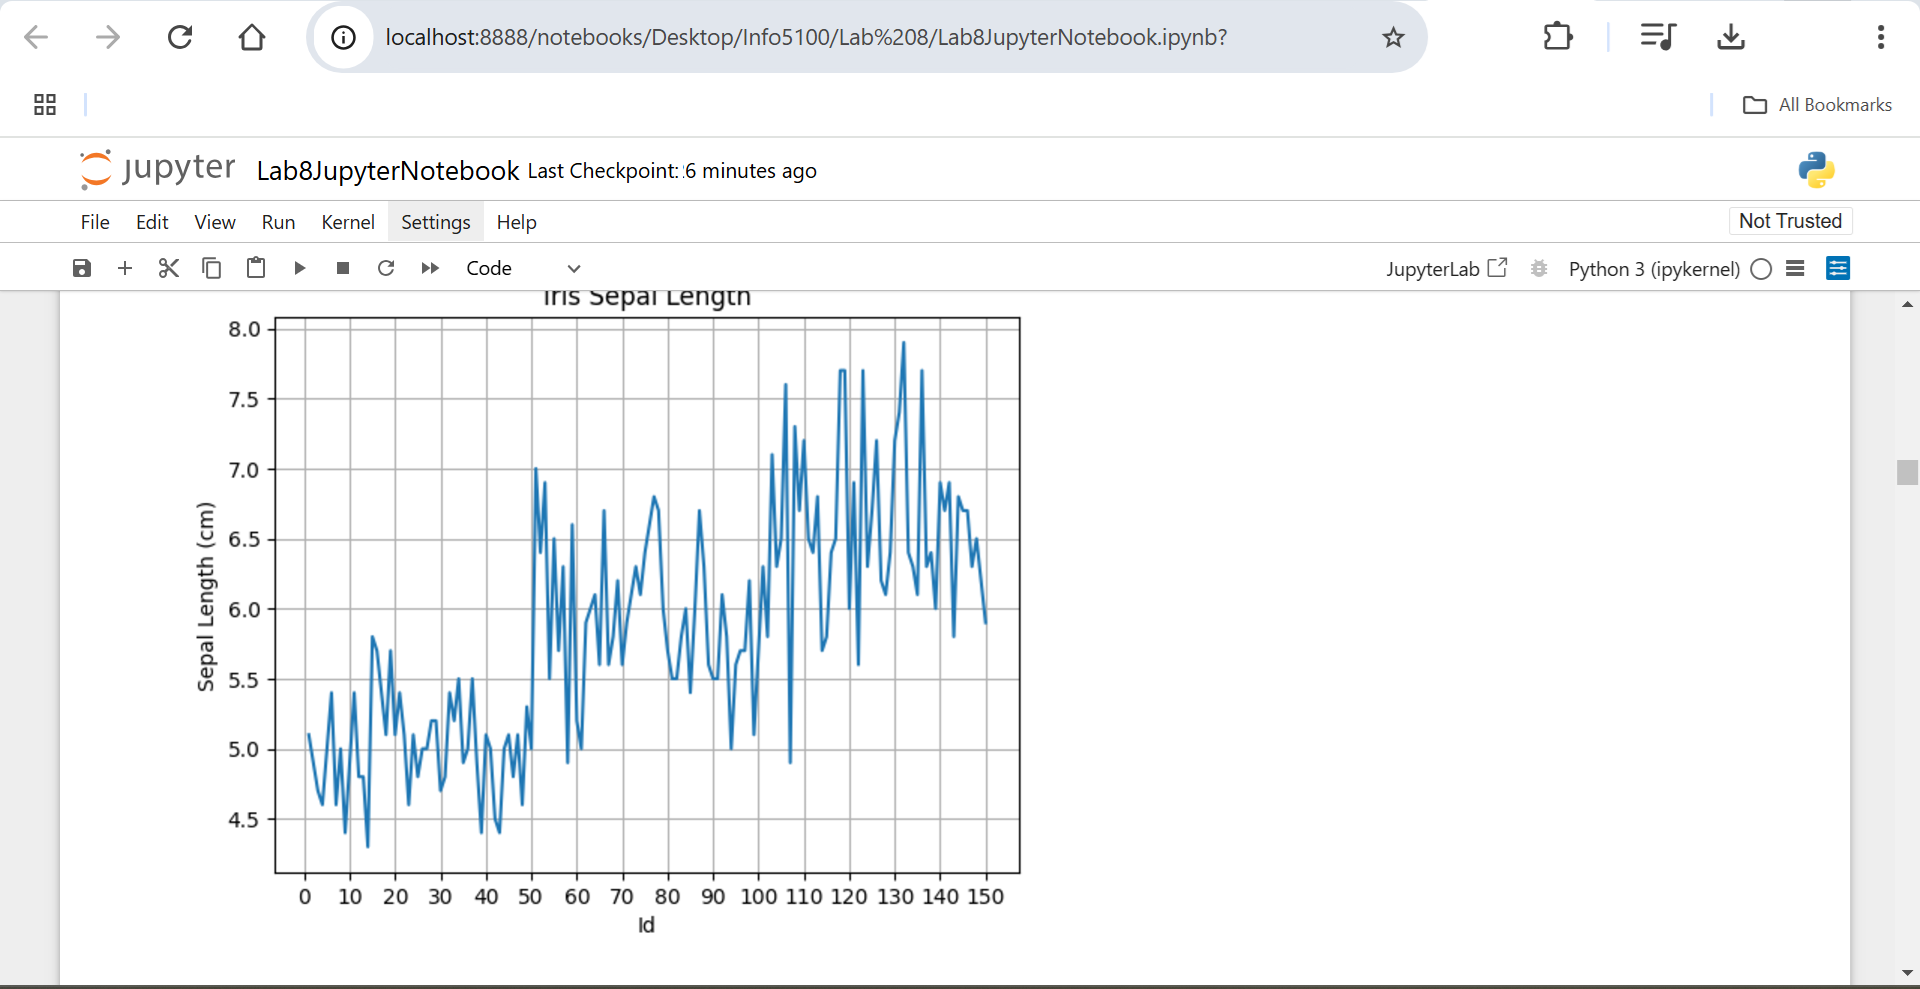 localhost:8888/notebooks/Desktop/Info5100/Lab%208/Lab8JupyterNotebook.ipynb?
All Bookmarks
jupyter Lab8JupyterNotebook Last Checkpoint: 6 minutes ago
File Edit View Run Kernel Settings Help Not Trusted
Code JupyterLab Python 3 (ipykernel)
Iris Sepal Length
8.0
7.5
7.0
6.5
6.0
5.5
5.0
4.5
Sepal Length (cm)
0 10 20 30 40 50 60 70 80 90 100 110 120 130 140 150
Id